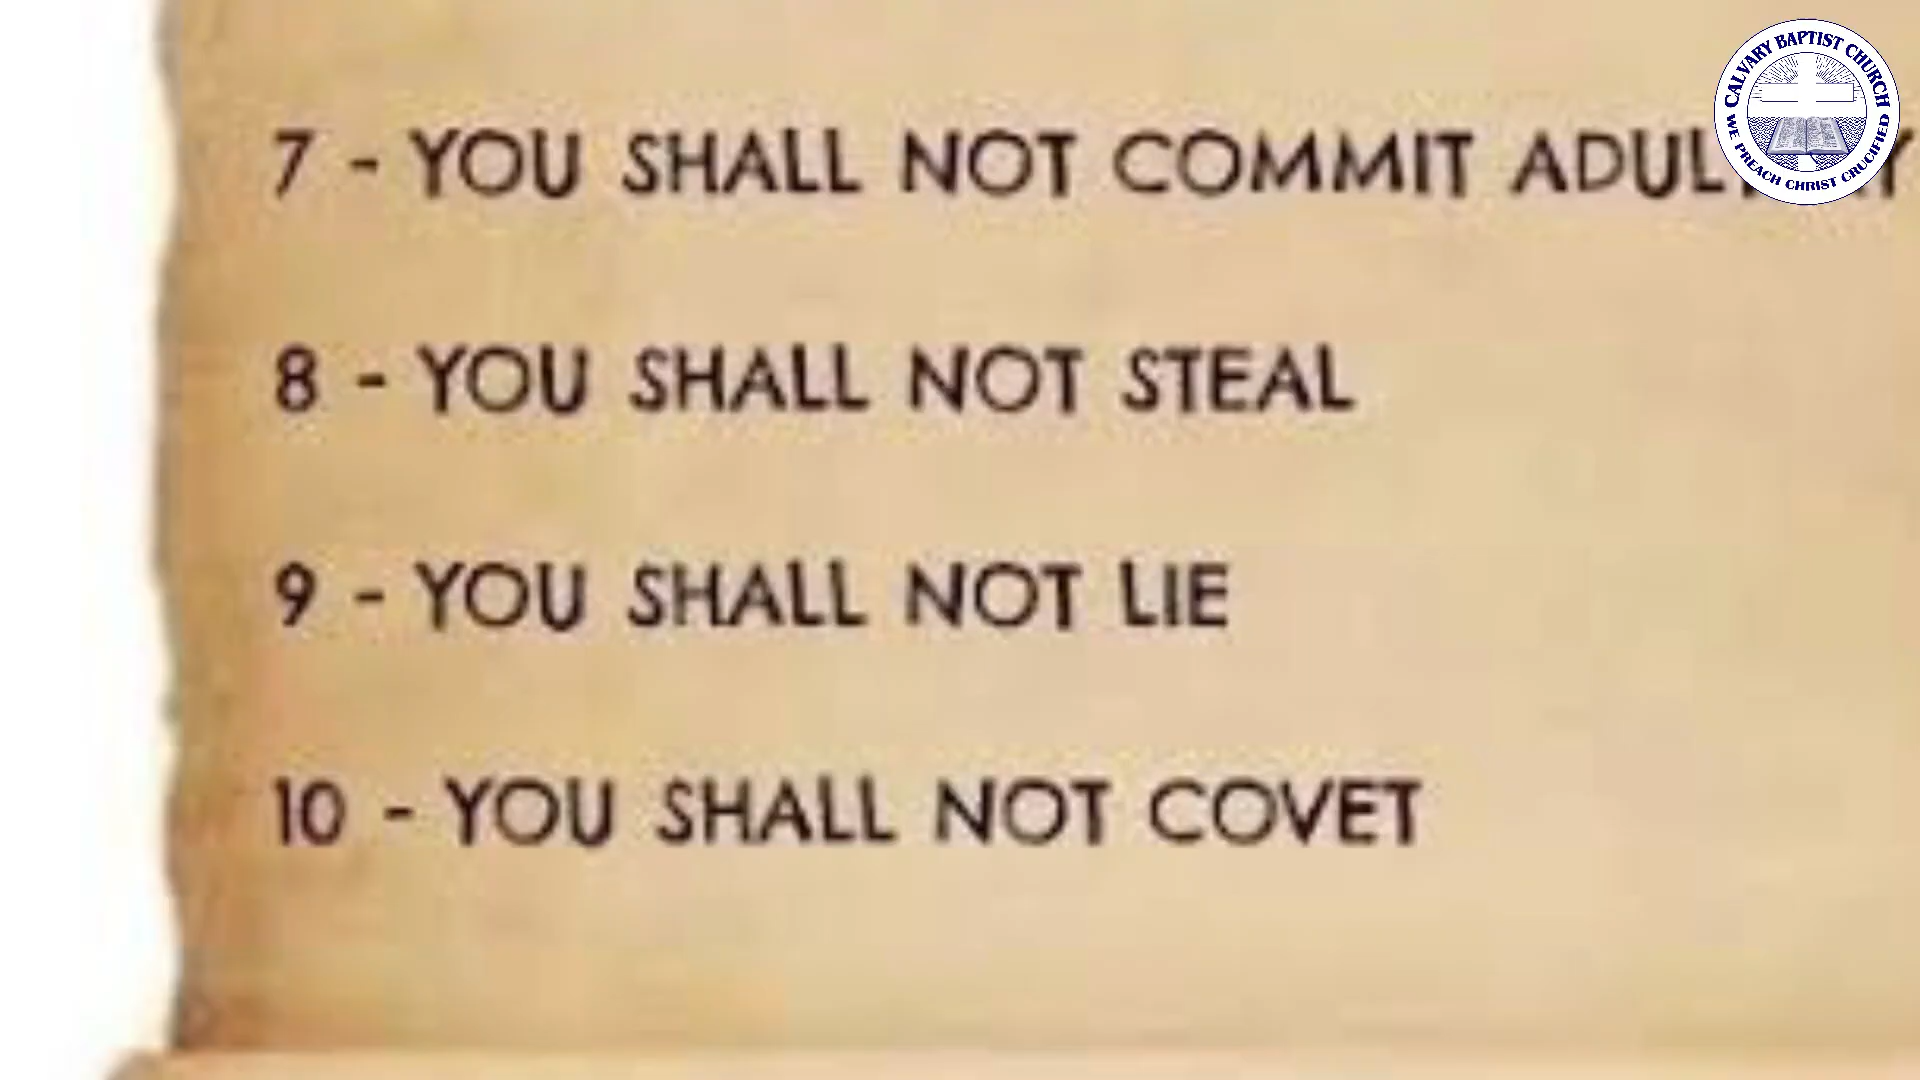 7 - YOU SHALL NOT COMMIT
8 - YOU SHALL NOT STEAL
9 - YOU SHALL NOT LIE
10 - YOU SHALL NOT COVET
CALVARY BAPTIST CHURCH
WE PREACH CHRIST CRUCIFIED